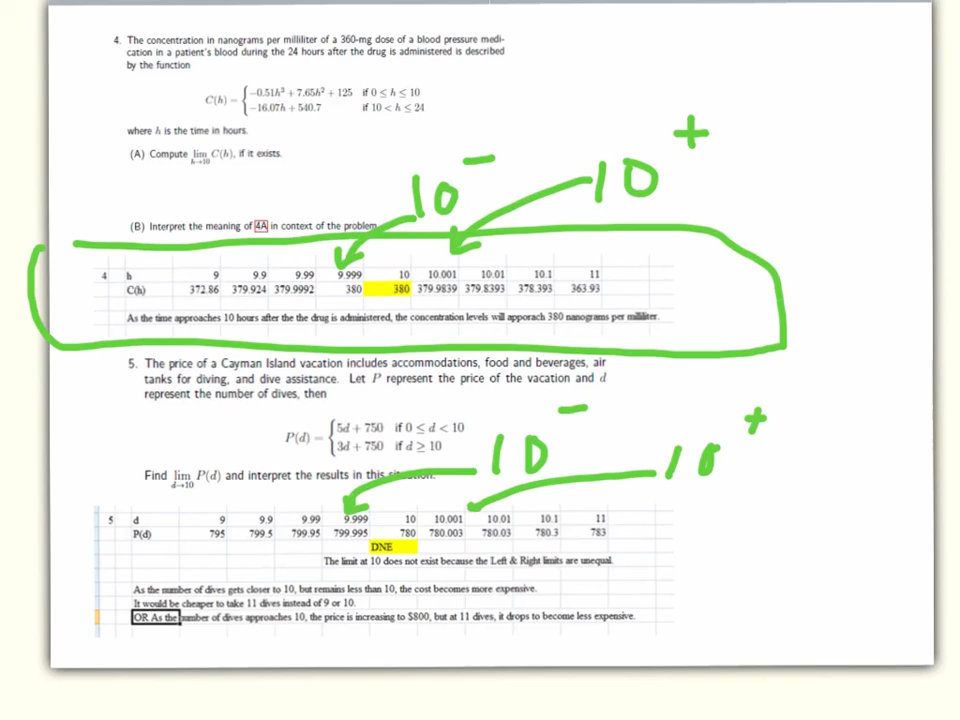 4. The concentration in nanograms per milliliter of a 360-mg dose of a blood pressure medi-
cation in a patient's blood during the 24 hours after the drug is administered is described
by the function
C(h) = { −0.51h³ + 7.65h² + 125 if 0 ≤ h ≤ 10
−16.07h + 540.7 if 10 < h ≤ 24
where h is the time in hours.
(A) Compute lim h→10 C(h), if it exists.
10⁻ 10⁺
(B) Interpret the meaning of 4A in context of the problem
4 h 9 9.9 9.99 9.999 10 10.001 10.01 10.1 11
C(h) 372.86 379.924 379.9992 380 380 379.9839 379.8393 378.393 363.93
As the time approaches 10 hours after the the drug is administered, the concentration levels will apporach 380 nanograms per milliliter.
5. The price of a Cayman Island vacation includes accommodations, food and beverages, air
tanks for diving, and dive assistance. Let P represent the price of the vacation and d
represent the number of dives, then
P(d) = { 5d + 750 if 0 ≤ d < 10
3d + 750 if d ≥ 10
10⁻ 10⁺
Find lim d→10 P(d) and interpret the results in this situation.
5 d 9 9.9 9.99 9.999 10 10.001 10.01 10.1 11
P(d) 795 799.5 799.95 799.995 780 780.003 780.03 780.3 783
DNE
The limit at 10 does not exist because the Left & Right limits are unequal.
As the number of dives gets closer to 10, but remains less than 10, the cost becomes more expensive.
It would be cheaper to take 11 dives instead of 9 or 10.
OR As the number of dives approaches 10, the price is increasing to $800, but at 11 dives, it drops to become less expensive.